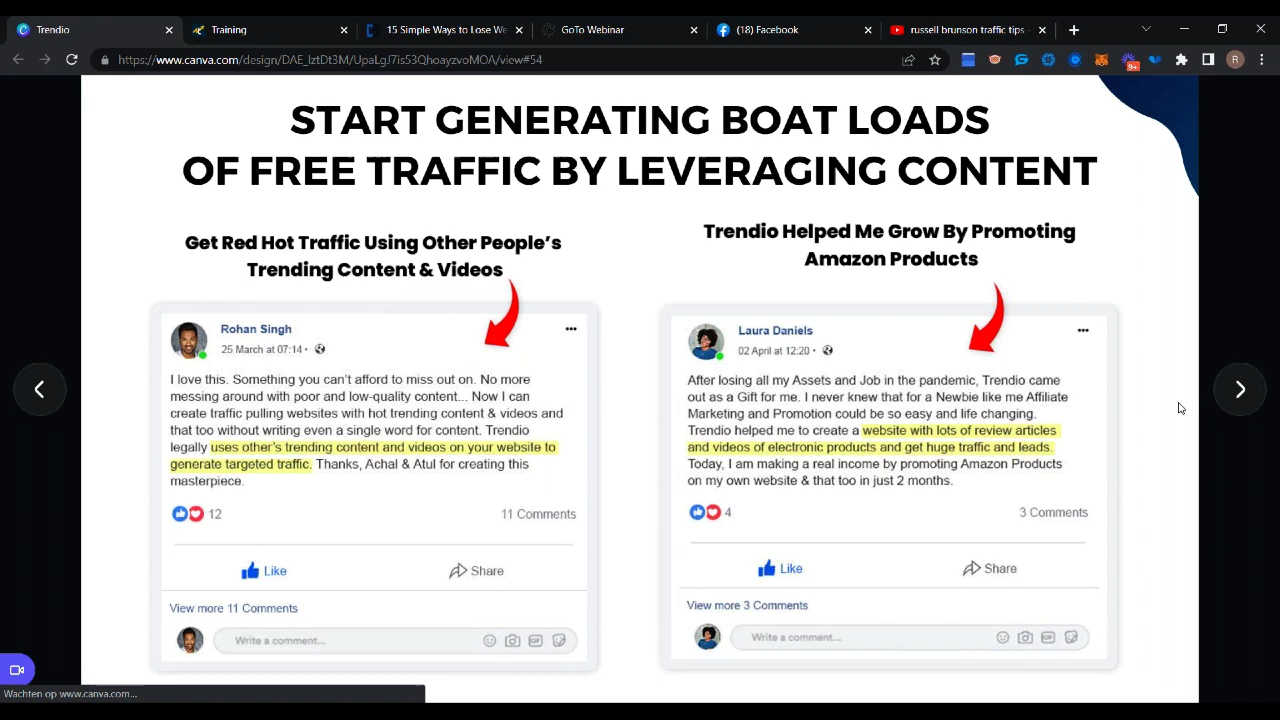 Trendio
Training
15 Simple Ways to Lose We
GoTo Webinar
(18) Facebook
russell brunson traffic tips -
https://www.canva.com/design/DAE_lztDt3M/UpaLgJ7is53QhoayzvoMOA/view#54
9+
R
START GENERATING BOAT LOADS
OF FREE TRAFFIC BY LEVERAGING CONTENT
Get Red Hot Traffic Using Other People's
Trending Content & Videos
Rohan Singh
25 March at 07:14 ·
I love this. Something you can't afford to miss out on. No more
messing around with poor and low-quality content... Now I can
create traffic pulling websites with hot trending content & videos and
that too without writing even a single word for content. Trendio
legally uses other's trending content and videos on your website to
generate targeted traffic. Thanks, Achal & Atul for creating this
masterpiece.
12
11 Comments
Like
Share
View more 11 Comments
Write a comment...
GIF
Trendio Helped Me Grow By Promoting
Amazon Products
Laura Daniels
02 April at 12:20 ·
After losing all my Assets and Job in the pandemic, Trendio came
out as a Gift for me. I never knew that for a Newbie like me Affiliate
Marketing and Promotion could be so easy and life changing.
Trendio helped me to create a website with lots of review articles
and videos of electronic products and get huge traffic and leads.
Today, I am making a real income by promoting Amazon Products
on my own website & that too in just 2 months.
4
3 Comments
Like
Share
View more 3 Comments
Write a comment...
GIF
Wachten op www.canva.com...